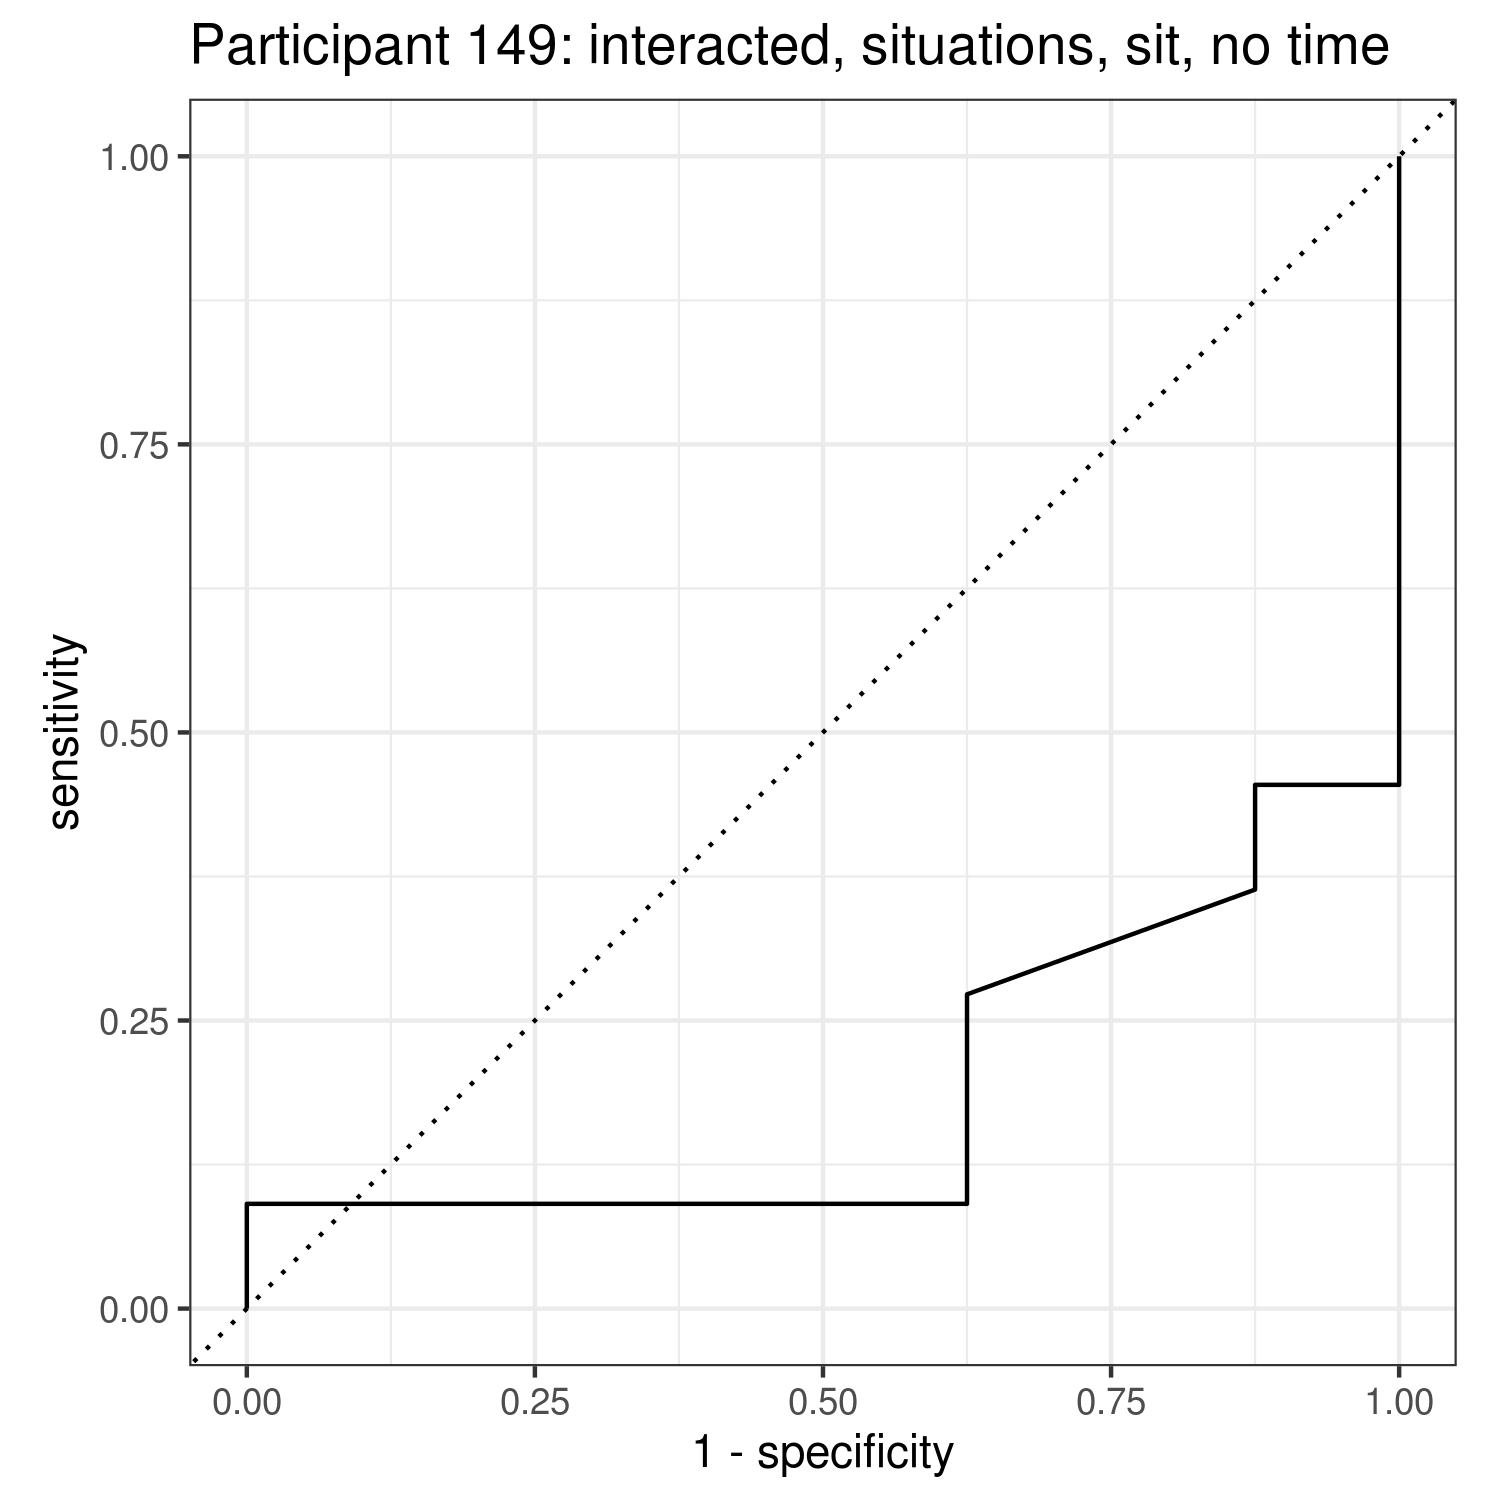 Participant 149: interacted, situations, sit, no time
1.00
0.75
0.50
0.25
0.00
sensitivity
0.00 0.25 0.50 0.75 1.00
1 - specificity